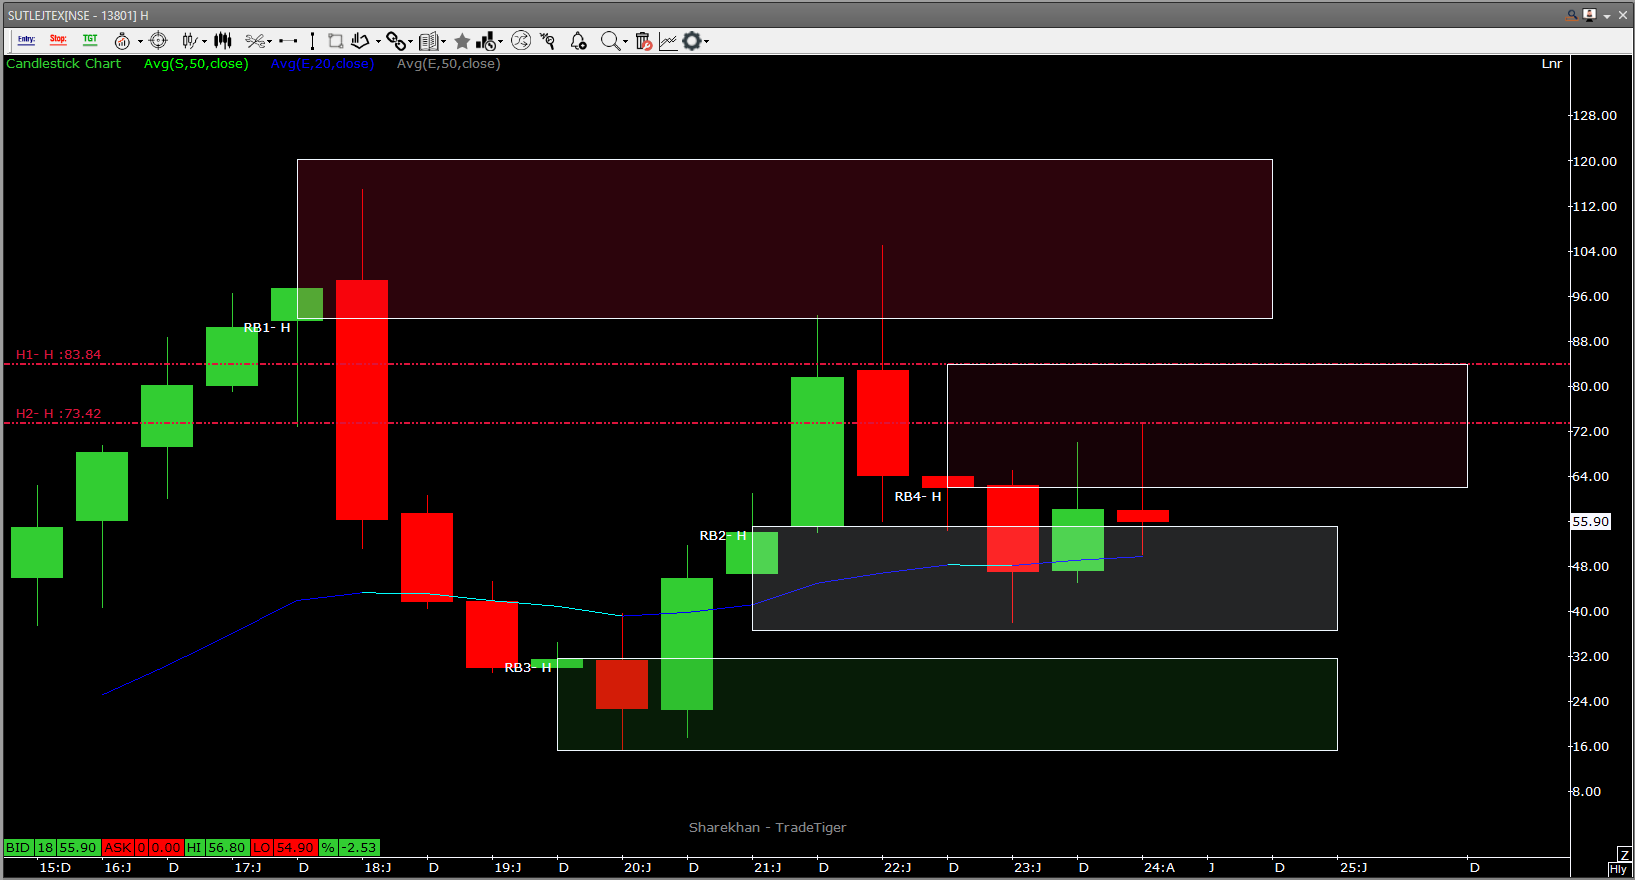 SUTLEJTEX[NSE - 13801] H
Entry: Stop: TGT
Candlestick Chart Avg(S,50,close) Avg(E,20,close) Avg(E,50,close) Lnr
128.00
120.00
112.00
104.00
96.00
RB1- H
88.00
H1- H :83.84
80.00
H2- H :73.42
72.00
64.00
RB4- H
55.90
RB2- H
48.00
40.00
32.00
RB3- H
24.00
16.00
8.00
Sharekhan - TradeTiger
BID 18 55.90 ASK 0 0.00 HI 56.80 LO 54.90 % -2.53
Z
15:D 16:J D 17:J D 18:J D 19:J D 20:J D 21:J D 22:J D 23:J D 24:A J D 25:J D Hly